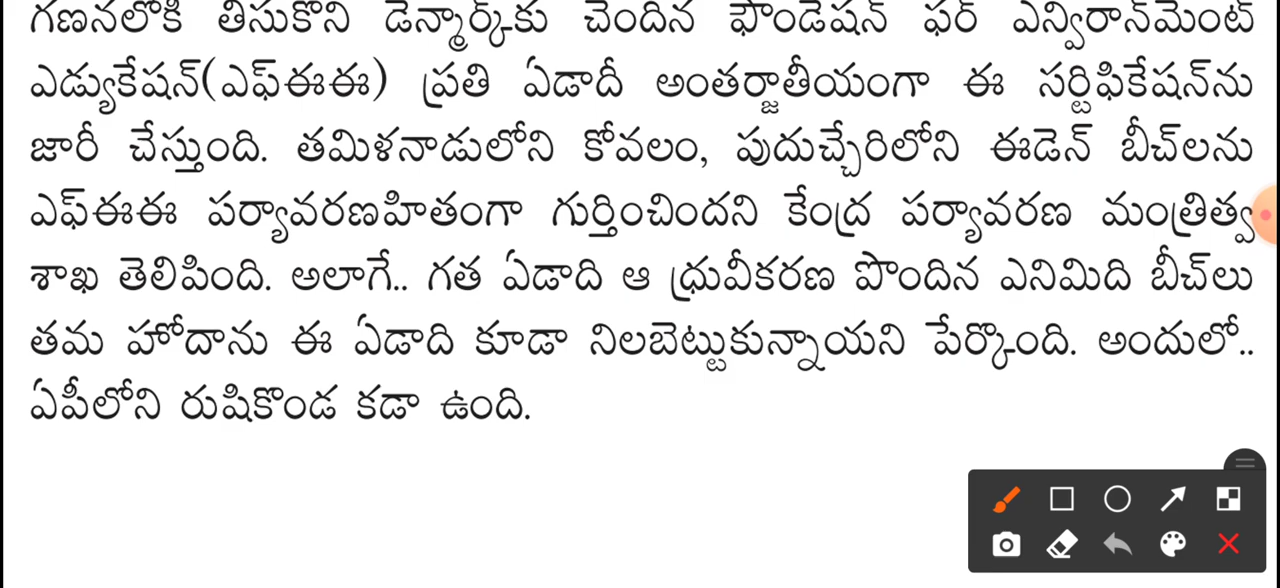 గణనలోకి తీసుకొని డెన్మార్క్‌కు చెందిన ఫౌండేషన్ ఫర్ ఎన్విరాన్‌మెంట్
ఎడ్యుకేషన్(ఎఫ్ఈఈ) ప్రతి ఏడాదీ అంతర్జాతీయంగా ఈ సర్టిఫికేషన్‌ను
జారీ చేస్తుంది. తమిళనాడులోని కోవలం, పుదుచ్చేరిలోని ఈడెన్ బీచ్‌లను
ఎఫ్ఈఈ పర్యావరణహితంగా గుర్తించిందని కేంద్ర పర్యావరణ మంత్రిత్వ
శాఖ తెలిపింది. అలాగే.. గత ఏడాది ఆ ధ్రువీకరణ పొందిన ఎనిమిది బీచ్‌లు
తమ హోదాను ఈ ఏడాది కూడా నిలబెట్టుకున్నాయని పేర్కొంది. అందులో..
ఏపీలోని రుషికొండ కడా ఉంది.